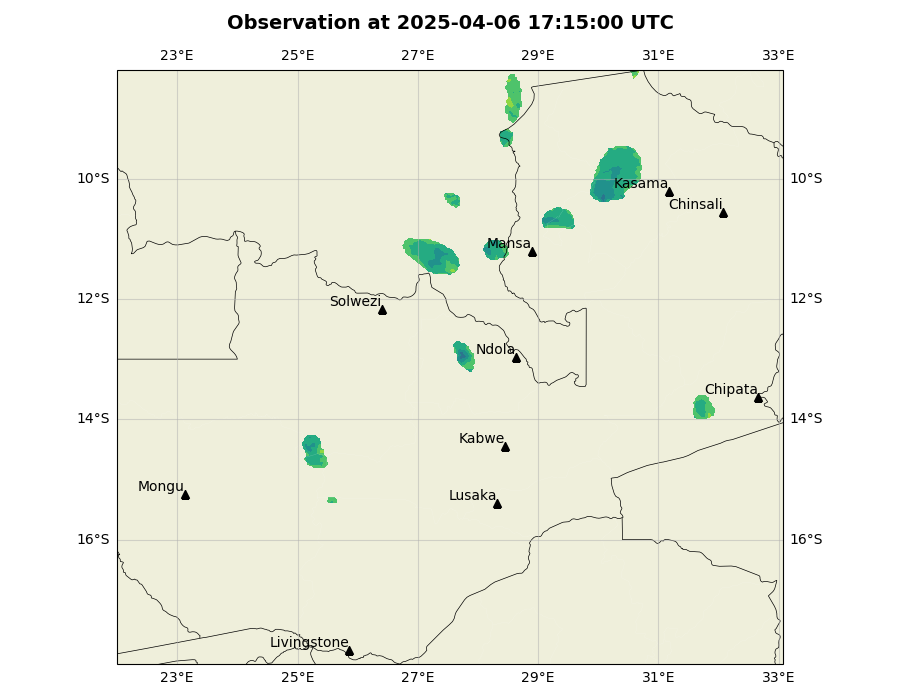 Observation at 2025-04-06 17:15:00 UTC
23°E 25°E 27°E 29°E 31°E 33°E
10°S 10°S
Kasama
Chinsali
Mansa
12°S 12°S
Solwezi
Ndola
Chipata
14°S 14°S
Kabwe
Mongu
Lusaka
16°S 16°S
Livingstone
23°E 25°E 27°E 29°E 31°E 33°E